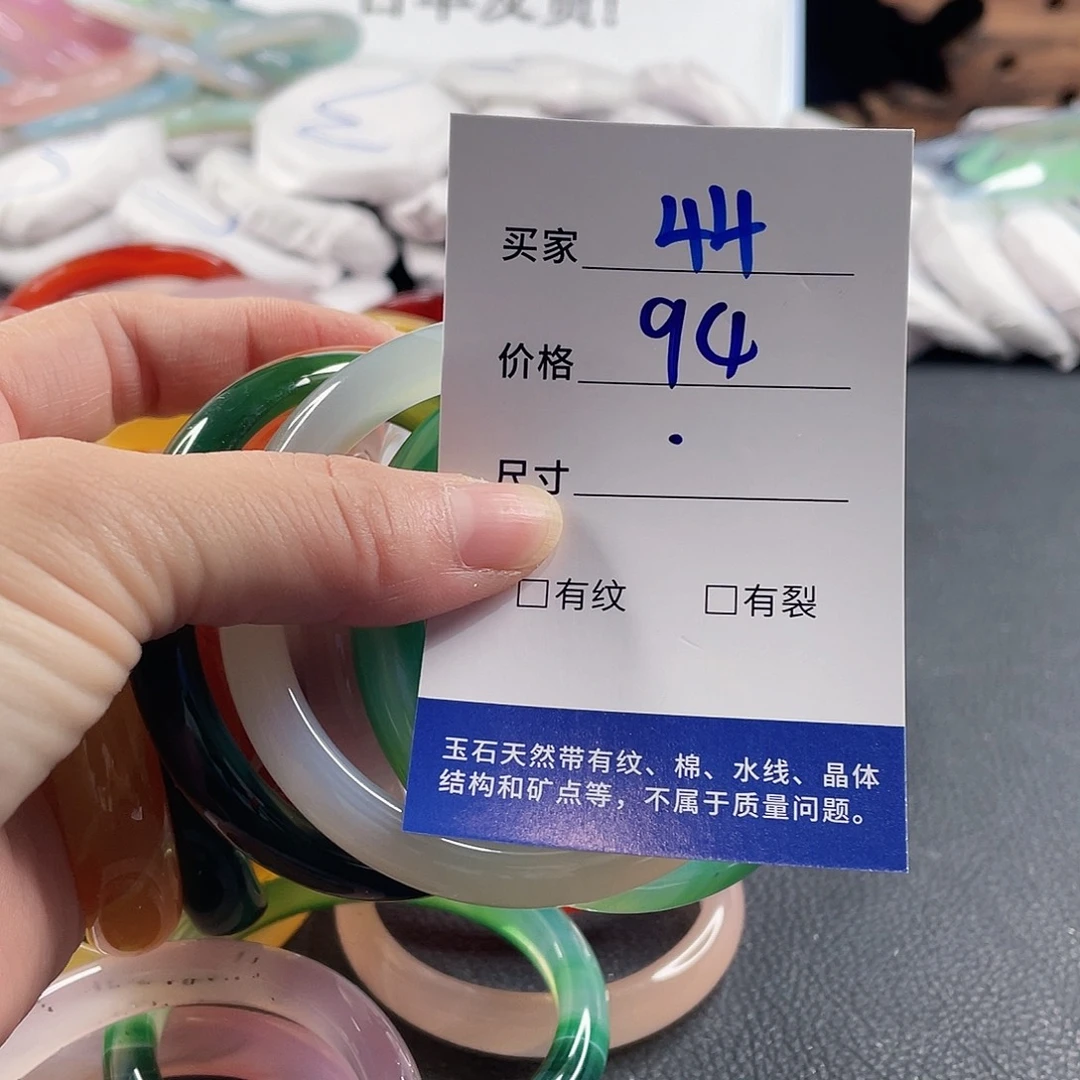 买家 44
价格 94
尺寸
□有纹 □有裂
玉石天然带有纹、棉、水线、晶体
结构和矿点等，不属于质量问题。